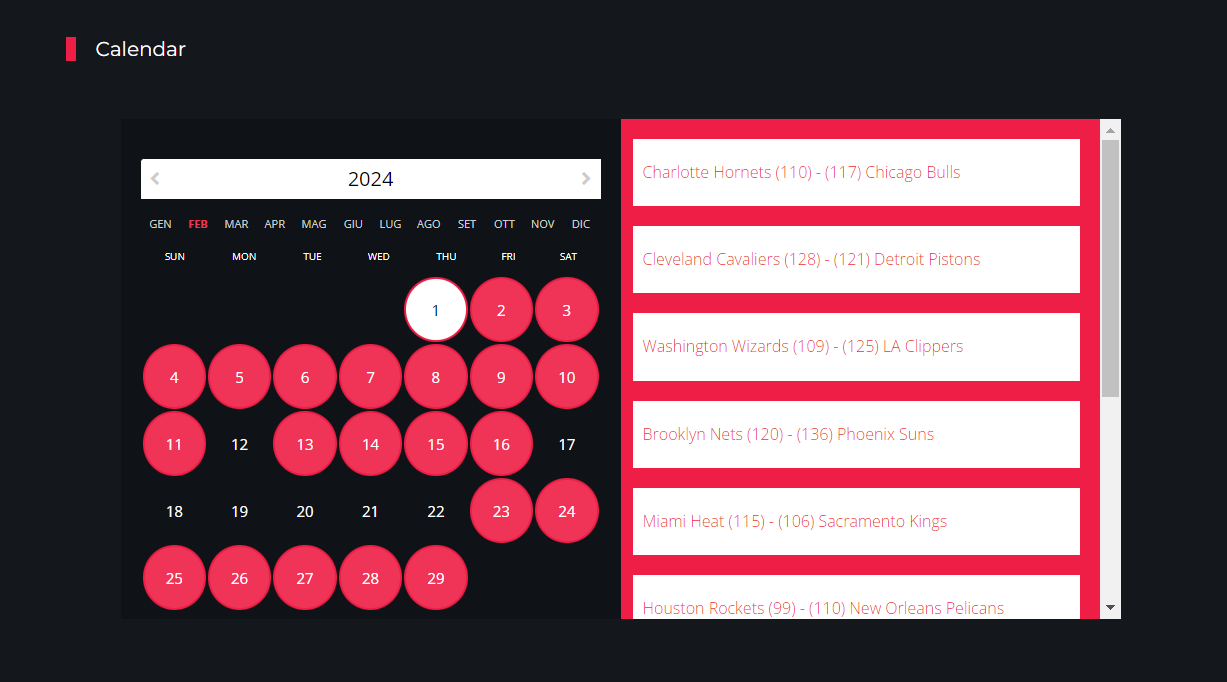 Calendar
2024
GEN FEB MAR APR MAG GIU LUG AGO SET OTT NOV DIC
SUN MON TUE WED THU FRI SAT
1 2 3
4 5 6 7 8 9 10
11 12 13 14 15 16 17
18 19 20 21 22 23 24
25 26 27 28 29
Charlotte Hornets (110) - (117) Chicago Bulls
Cleveland Cavaliers (128) - (121) Detroit Pistons
Washington Wizards (109) - (125) LA Clippers
Brooklyn Nets (120) - (136) Phoenix Suns
Miami Heat (115) - (106) Sacramento Kings
Houston Rockets (99) - (110) New Orleans Pelicans